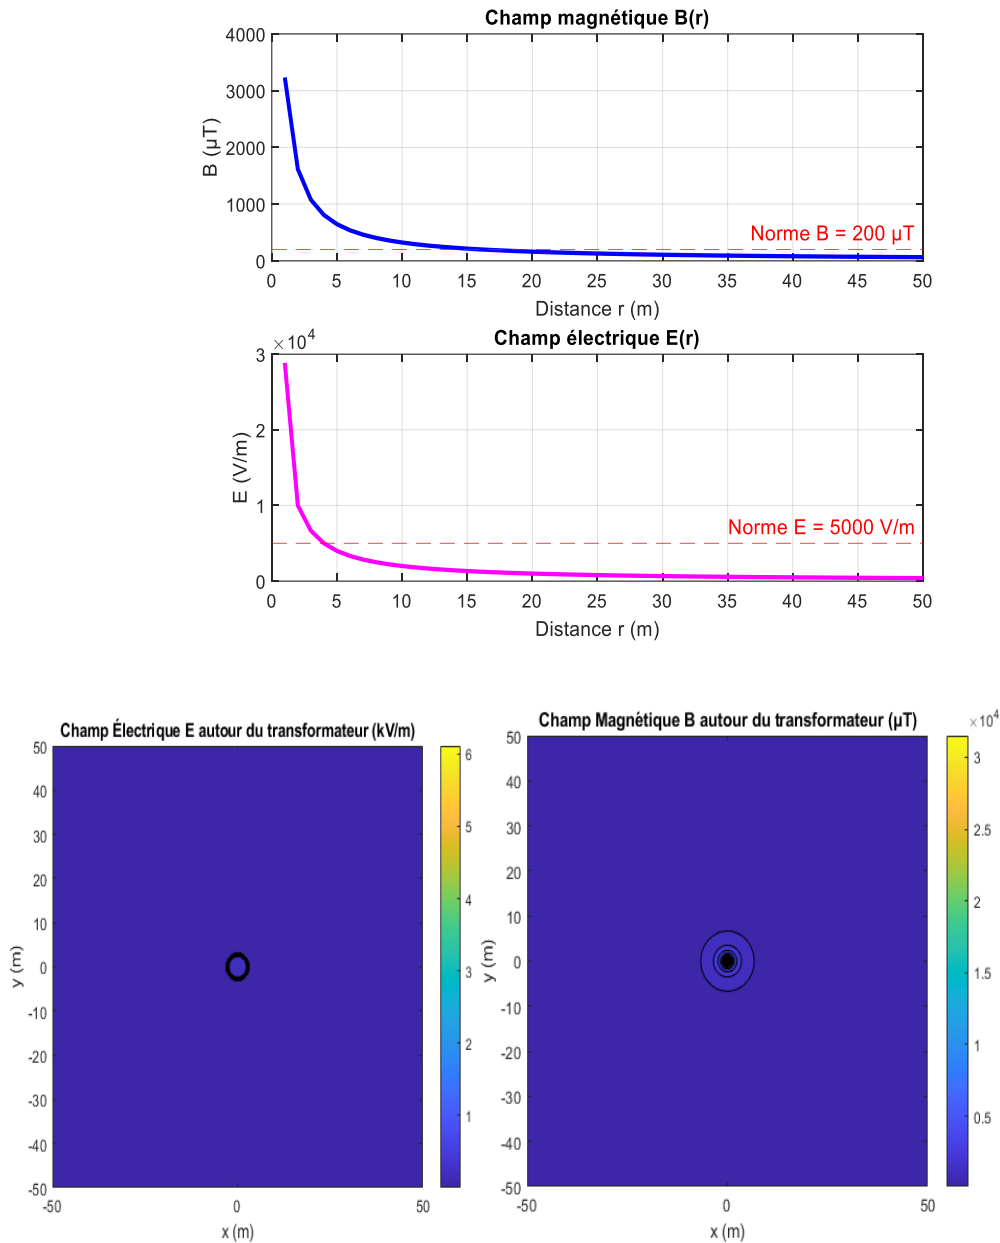 Champ magnétique B(r)
4000
3000
2000
1000
0
B (µT)
Norme B = 200 µT
0 5 10 15 20 25 30 35 40 45 50
Distance r (m)
Champ électrique E(r)
×10⁴
3
2
1
0
E (V/m)
Norme E = 5000 V/m
0 5 10 15 20 25 30 35 40 45 50
Distance r (m)
Champ Électrique E autour du transformateur (kV/m)
50
40
30
20
10
0
-10
-20
-30
-40
-50
y (m)
-50 0 50
x (m)
6
5
4
3
2
1
Champ Magnétique B autour du transformateur (µT)
50
40
30
20
10
0
-10
-20
-30
-40
-50
y (m)
-50 0 50
x (m)
×10⁴
3
2.5
2
1.5
1
0.5